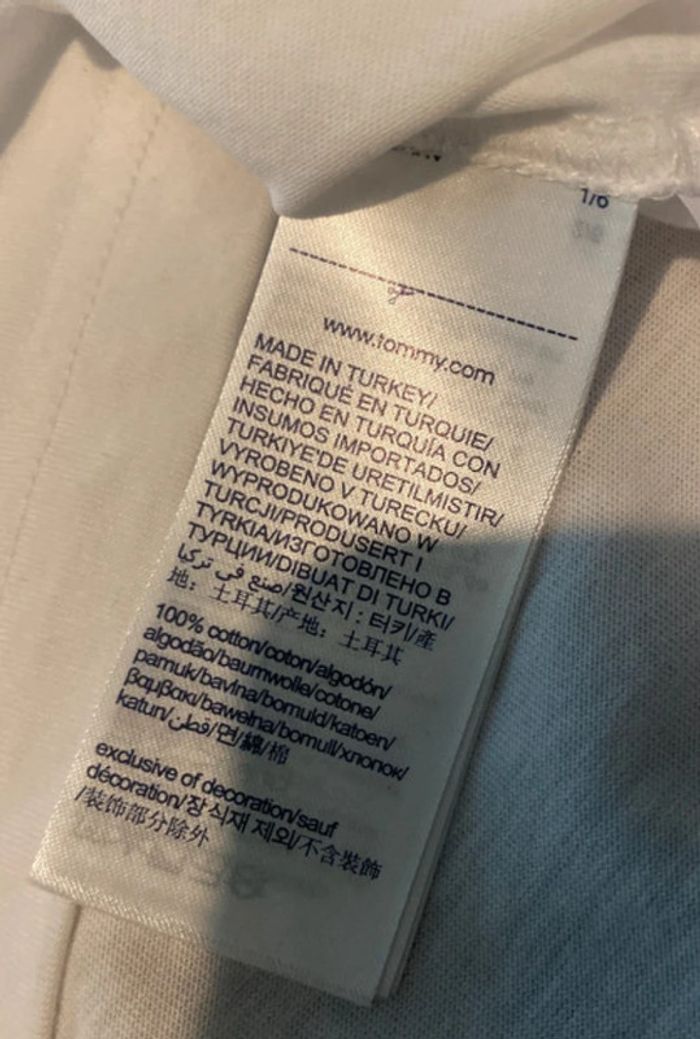 1/6
www.tommy.com
MADE IN TURKEY/
FABRIQUÉ EN TURQUIE/
HECHO EN TURQUÍA CON
INSUMOS IMPORTADOS/
TURKIYE'DE URETILMISTIR/
VYROBENO V TURECKU/
WYPRODUKOWANO W
TURCJI/PRODUSERT I
TYRKIA/ИЗГОТОВЛЕНО В
ТУРЦИИ/DIBUAT DI TURKI/
صنع في تركيا/원산지 : 터키/產
地：土耳其/产地：土耳其
100% cotton/coton/algodón/
algodão/baumwolle/cotone/
pamuk/bavlna/bomuld/katoen/
βαμβακι/bawełna/bomull/хлопок/
katun/قطن/면/綿/棉
exclusive of decoration/sauf
décoration/장식재 제외/不含裝飾
/装饰部分除外